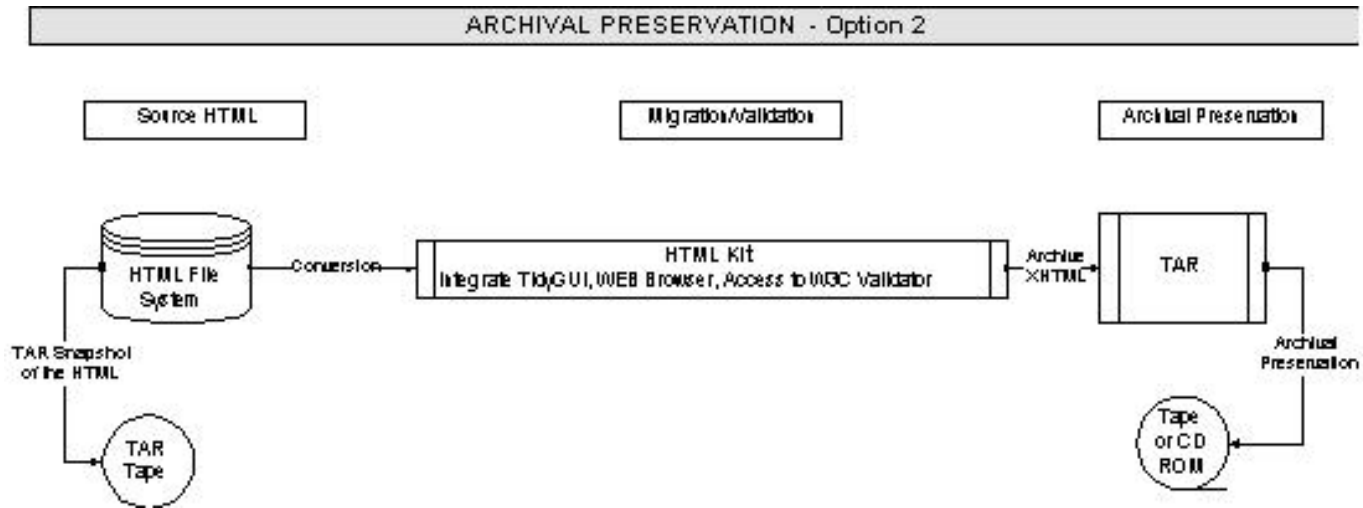 ARCHIVAL PRESERVATION - Option 2
Source HTML
Migration/Validation
Archival Preservation
HTML File
System
Conversion
HTML Kit
Integrate TidyGUI, WEB Browser, Access to W3C Validator
Archive
XHTML
TAR
TAR Snapshot
of the HTML
TAR
Tape
Archival
Preservation
Tape
or CD
ROM